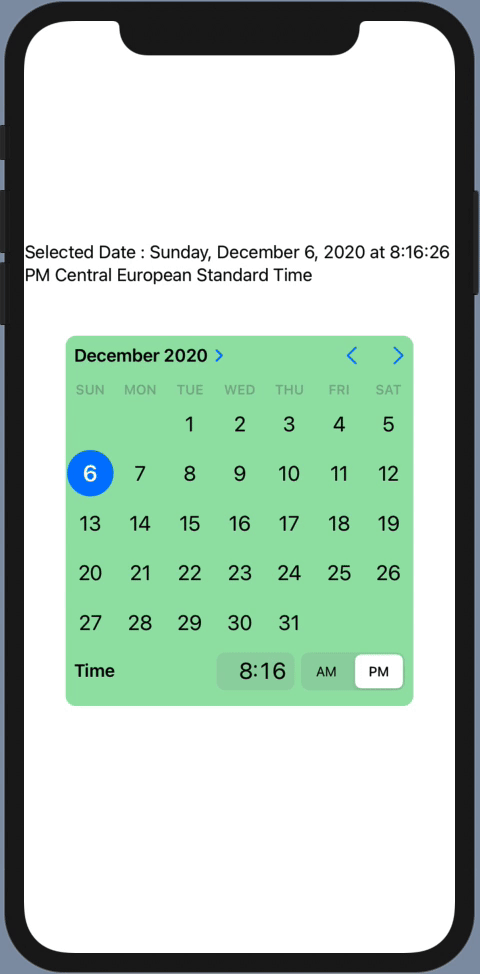 Selected Date : Sunday, December 6, 2020 at 8:16:26
PM Central European Standard Time
December 2020 >
< >
SUN MON TUE WED THU FRI SAT
1 2 3 4 5
6 7 8 9 10 11 12
13 14 15 16 17 18 19
20 21 22 23 24 25 26
27 28 29 30 31
Time 8:16 AM PM